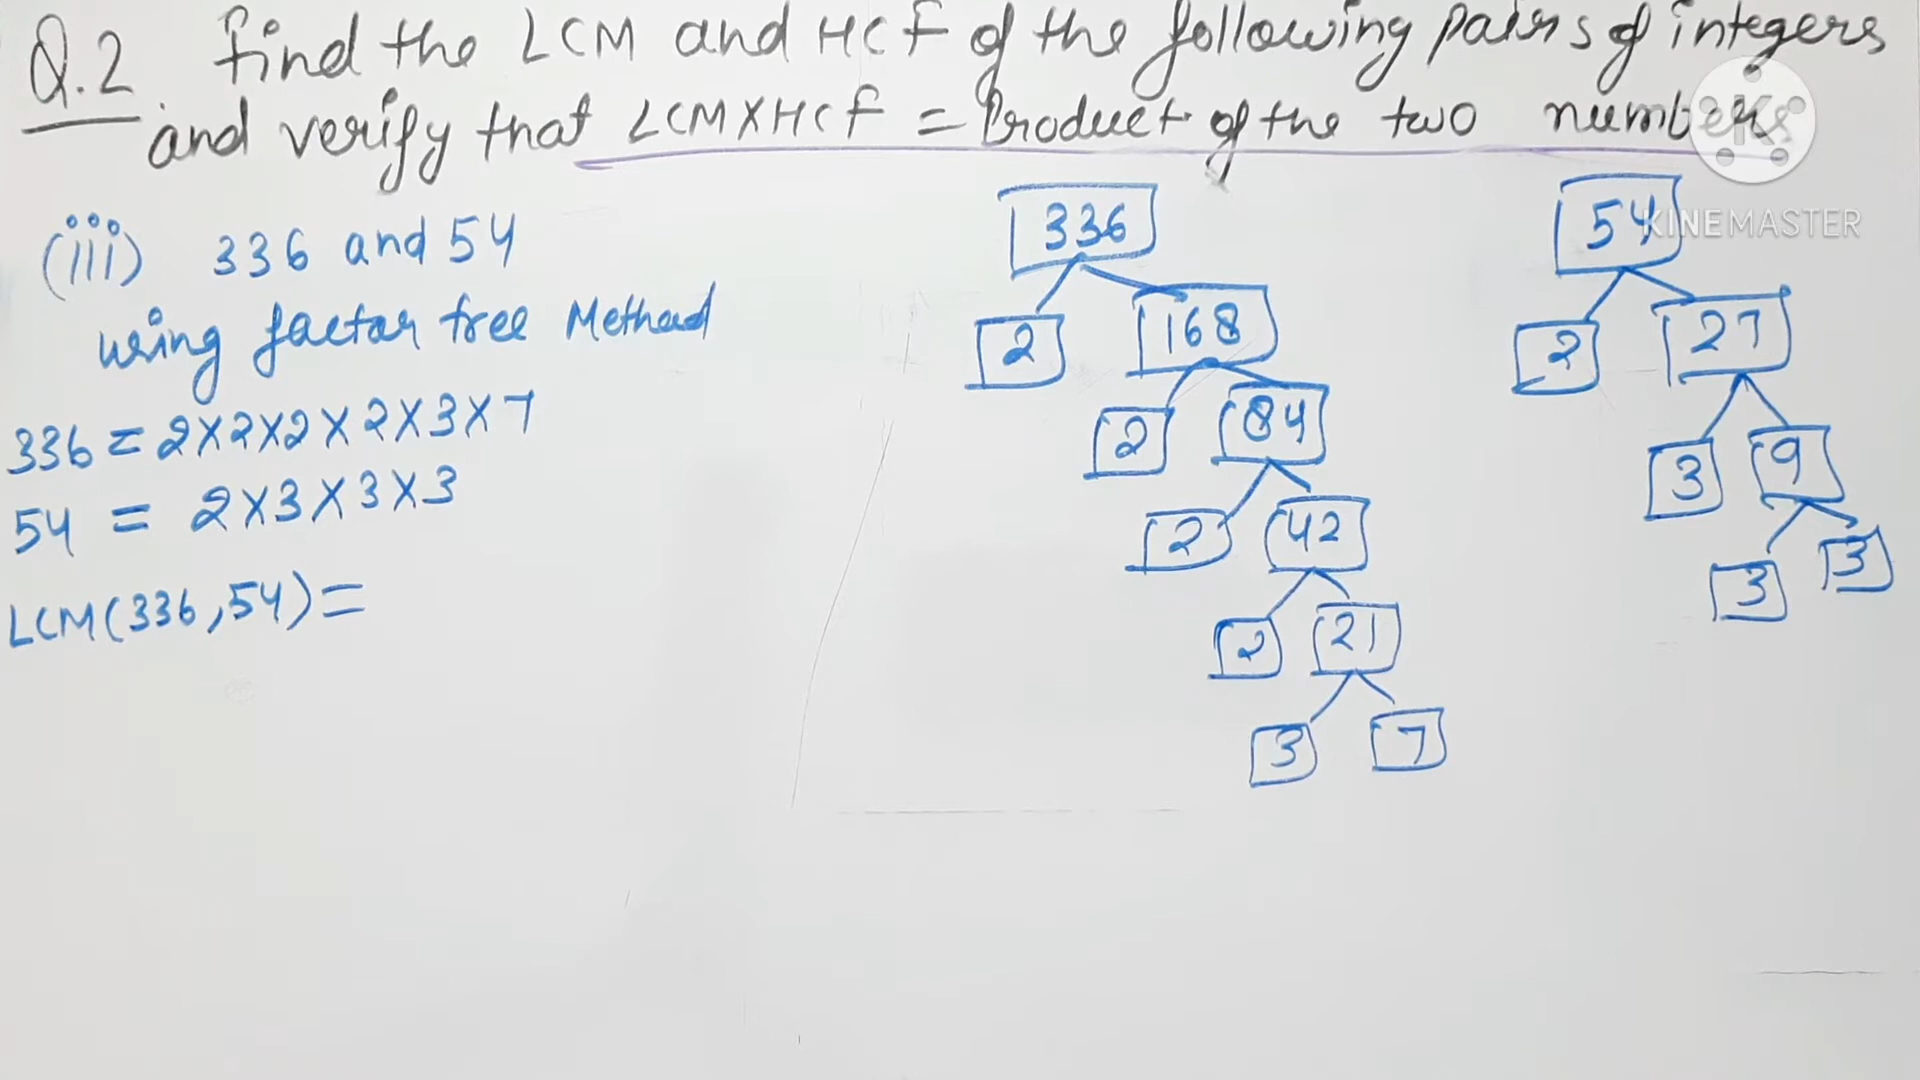 Q.2 find the LCM and HCF of the following pairs of integers
and verify that LCM×HCF = Product of the two numbers
(iii) 336 and 54
using factor tree Method
336 = 2×2×2×2×3×7
54 = 2×3×3×3
LCM(336,54)=
336
2 168
2 84
2 42
2 21
3 7
54
2 27
3 9
3 3
KINEMASTER